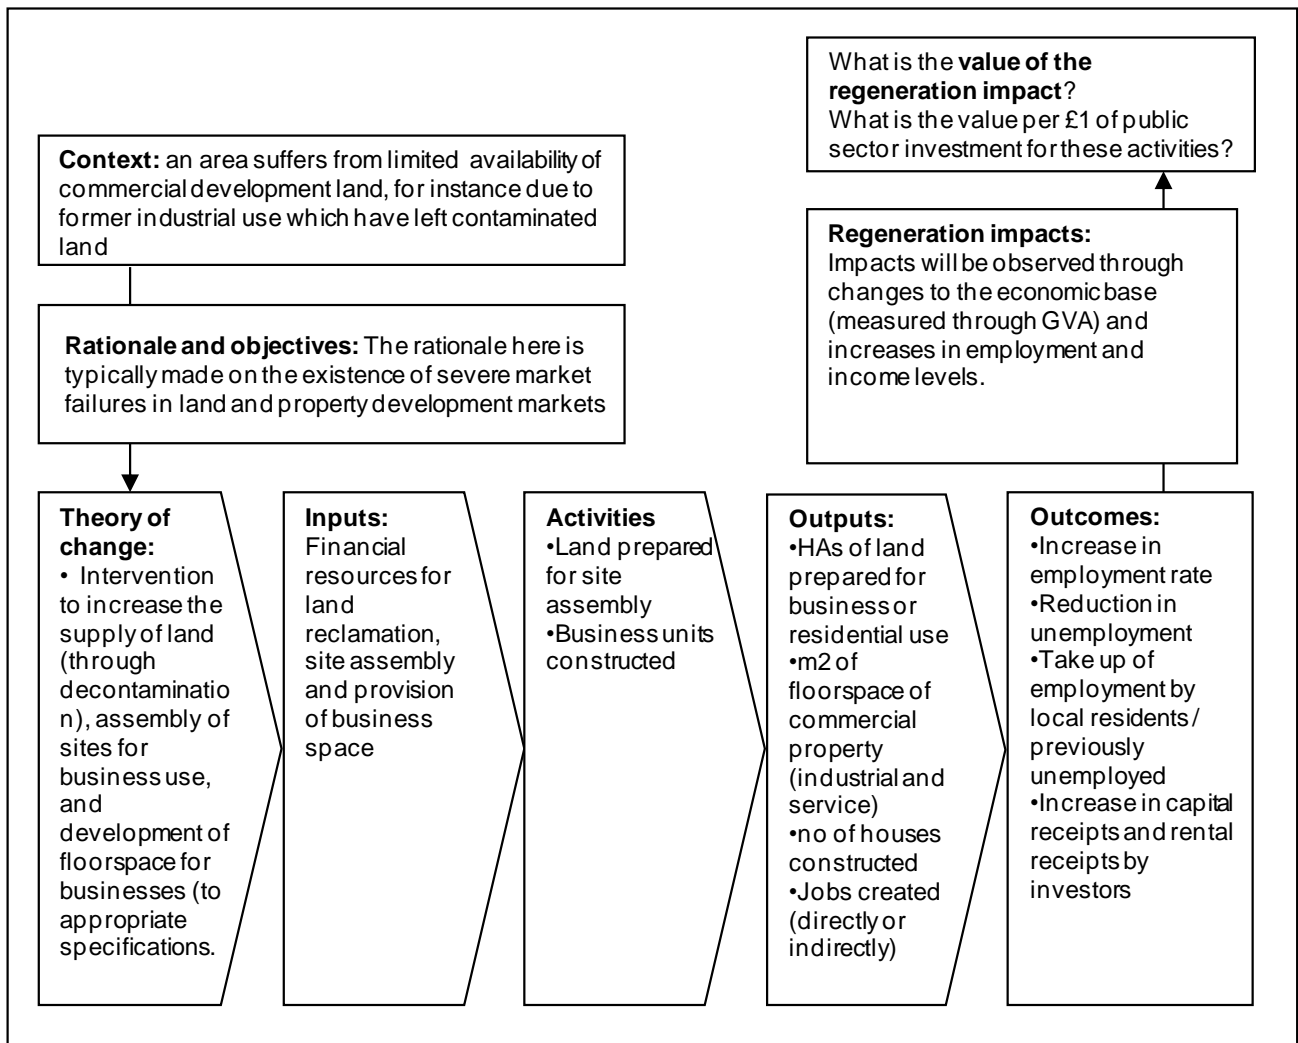 Context: an area suffers from limited availability of
commercial development land, for instance due to
former industrial use which have left contaminated
land
Rationale and objectives: The rationale here is
typically made on the existence of severe market
failures in land and property development markets
Theory of
change:
• Intervention
to increase the
supply of land
(through
decontaminatio
n), assembly of
sites for
business use,
and
development of
floorspace for
businesses (to
appropriate
specifications.
Inputs:
Financial
resources for
land
reclamation,
site assembly
and provision
of business
space
Activities
•Land prepared
for site
assembly
•Business units
constructed
Outputs:
•HAs of land
prepared for
business or
residential use
•m2 of
floorspace of
commercial
property
(industrial and
service)
•no of houses
constructed
•Jobs created
(directly or
indirectly)
Outcomes:
•Increase in
employment rate
•Reduction in
unemployment
•Take up of
employment by
local residents /
previously
unemployed
•Increase in capital
receipts and rental
receipts by
investors
Regeneration impacts:
Impacts will be observed through
changes to the economic base
(measured through GVA) and
increases in employment and
income levels.
What is the value of the
regeneration impact?
What is the value per £1 of public
sector investment for these activities?